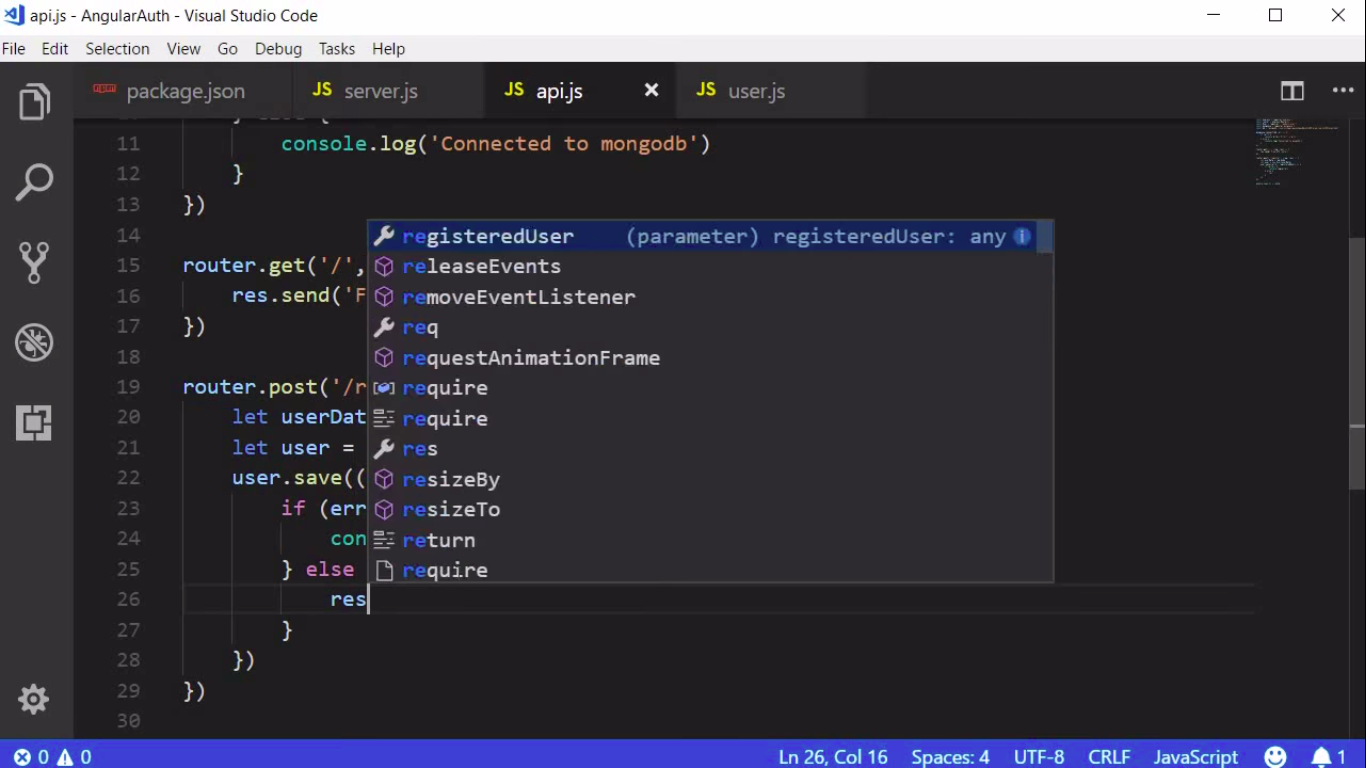 api.js - AngularAuth - Visual Studio Code
File Edit Selection View Go Debug Tasks Help
npm package.json JS server.js JS api.js JS user.js
11 console.log('Connected to mongodb')
12 }
13 })
14
15 router.get('/',
16 res.send('F
17 })
18
19 router.post('/r
20 let userDat
21 let user =
22 user.save((
23 if (err
24 con
25 } else
26 res
27 }
28 })
29 })
30
registeredUser (parameter) registeredUser: any
releaseEvents
removeEventListener
req
requestAnimationFrame
require
require
res
resizeBy
resizeTo
return
require
0 0 Ln 26, Col 16 Spaces: 4 UTF-8 CRLF JavaScript 1